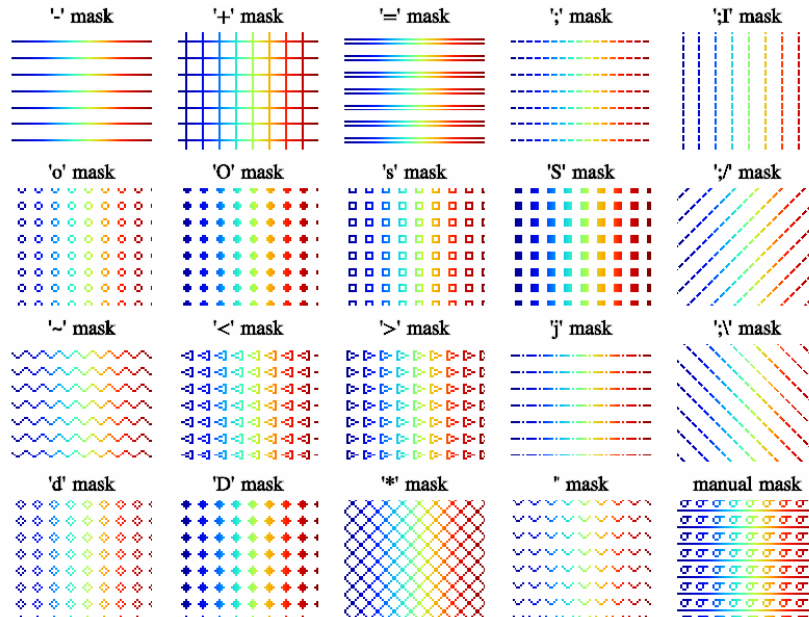 '-' mask
'+' mask
'=' mask
';' mask
';I' mask
'o' mask
'O' mask
's' mask
'S' mask
';/' mask
'~' mask
'<' mask
'>' mask
'j' mask
';\' mask
'd' mask
'D' mask
'*' mask
'' mask
manual mask
σ σ σ σ σ σ σ σ
σ σ σ σ σ σ σ σ
σ σ σ σ σ σ σ σ
σ σ σ σ σ σ σ σ
σ σ σ σ σ σ σ σ
σ σ σ σ σ σ σ σ
σ σ σ σ σ σ σ σ